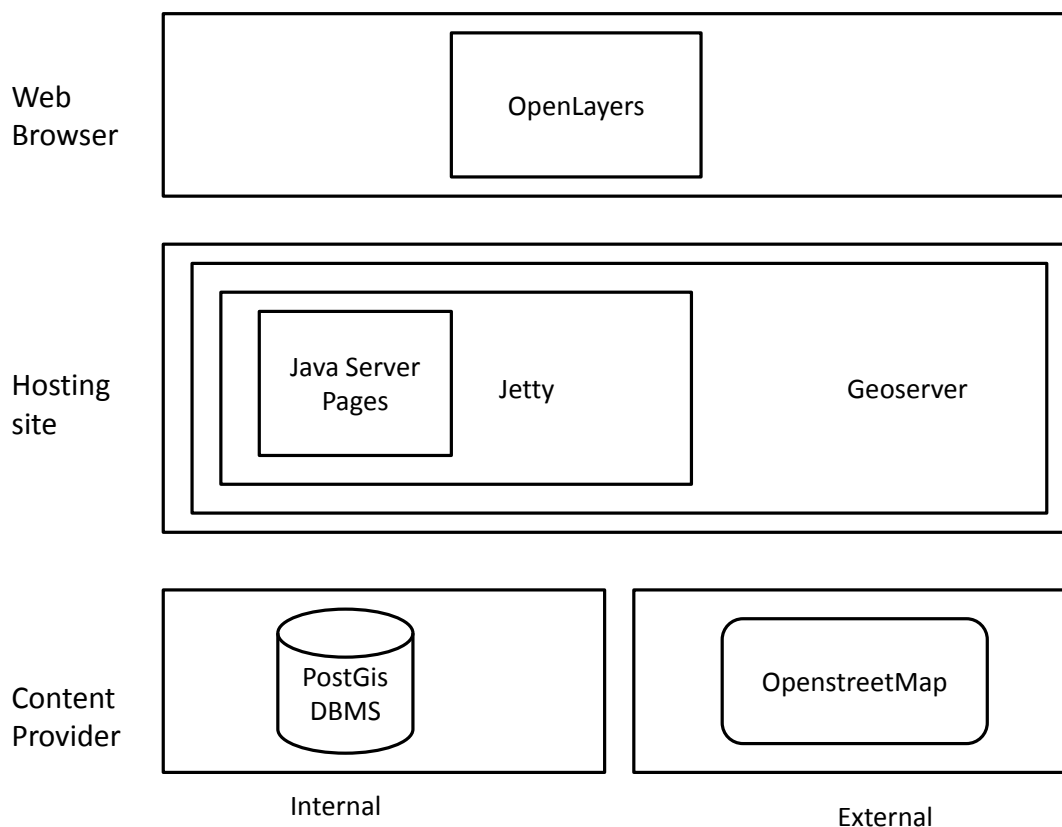 Web
Browser
OpenLayers
Hosting
site
Java Server
Pages
Jetty
Geoserver
Content
Provider
PostGis
DBMS
OpenstreetMap
Internal
External